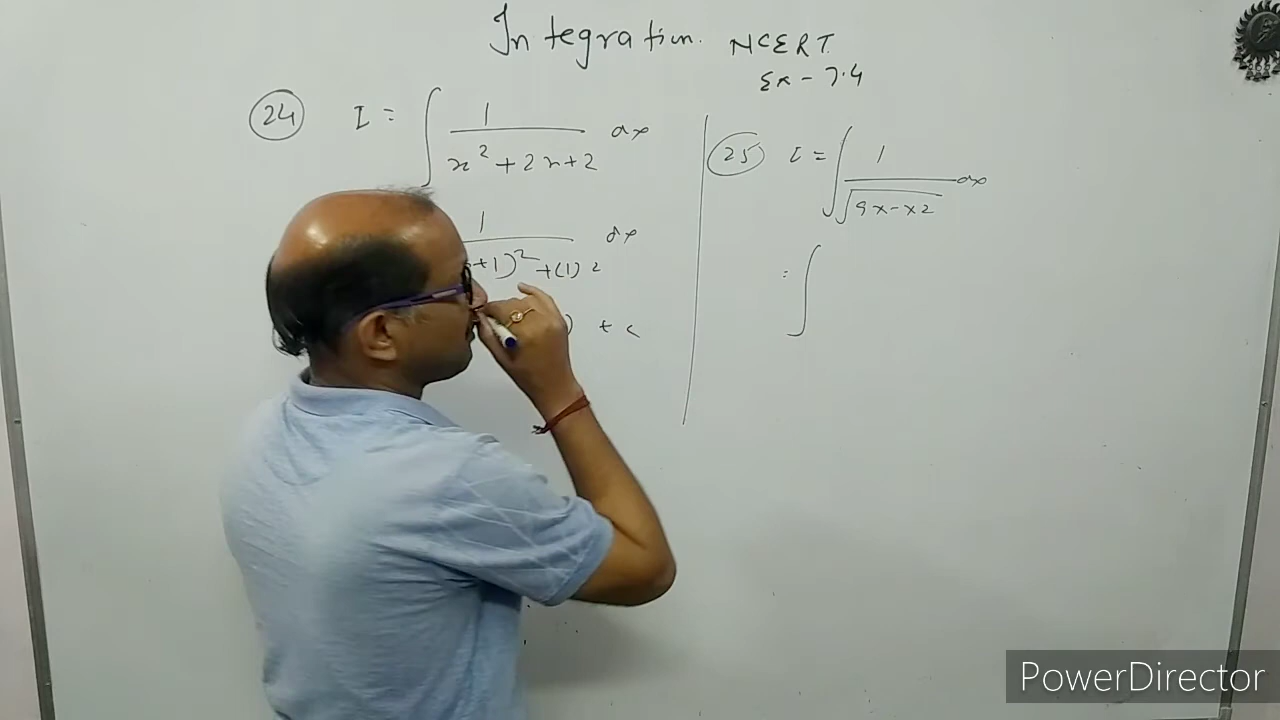 Integration. NCERT.
Ex - 7.4
24 I = ∫ 1 / x² + 2x + 2 dx
1 / +1)² + (1)2 dx
) + c
25 I = ∫ 1 / √9x - x2 dx
= ∫
PowerDirector